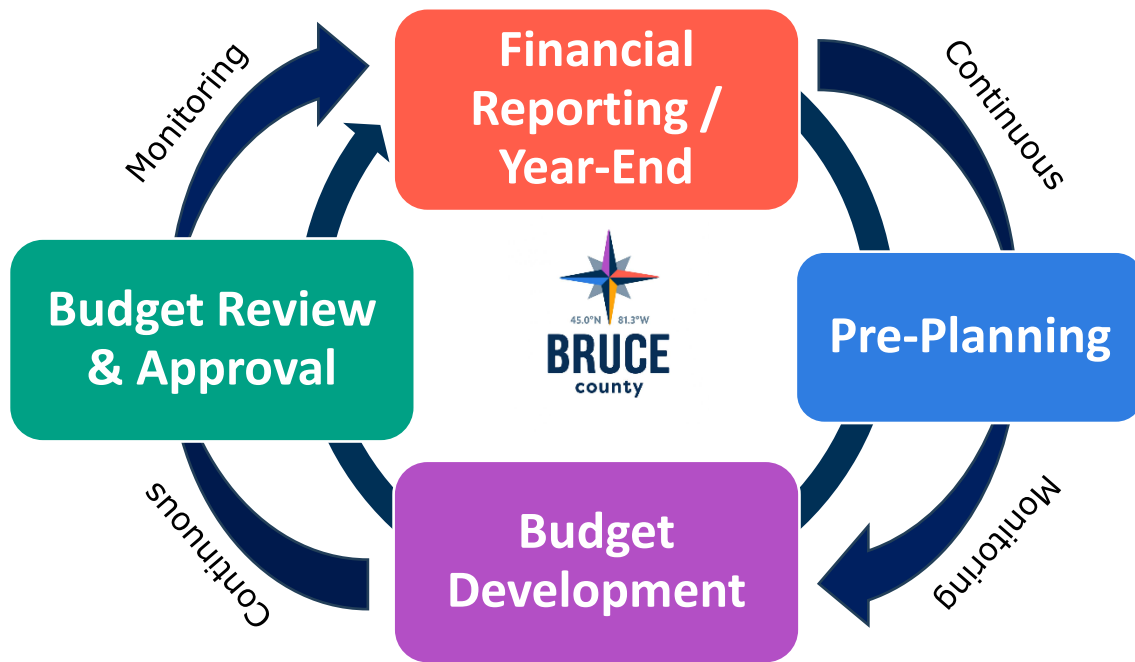 Financial
Reporting /
Year-End
Continuous
Pre-Planning
Monitoring
Budget
Development
Continuous
Budget Review
& Approval
Monitoring
45.0°N 81.3°W
BRUCE
county